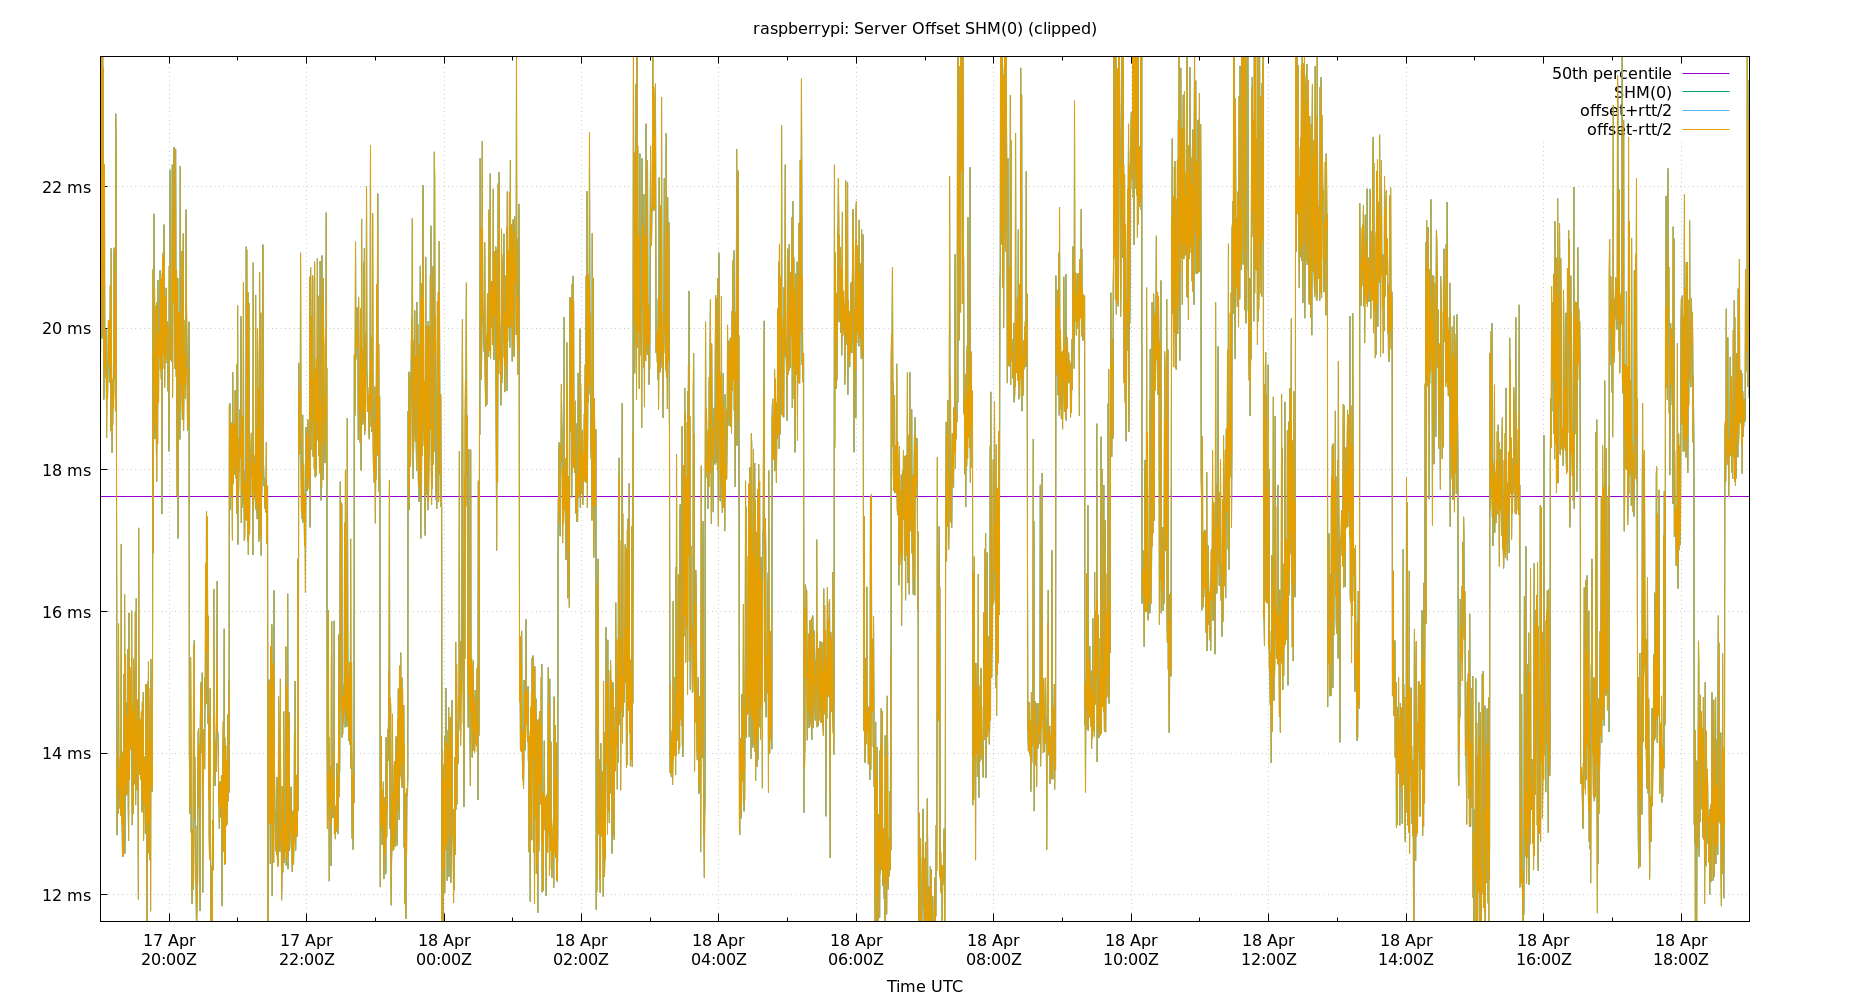 raspberrypi: Server Offset SHM(0) (clipped)
50th percentile
SHM(0)
offset+rtt/2
offset-rtt/2
22 ms
20 ms
18 ms
16 ms
14 ms
12 ms
17 Apr 17 Apr 18 Apr 18 Apr 18 Apr 18 Apr 18 Apr 18 Apr 18 Apr 18 Apr 18 Apr 18 Apr
20:00Z 22:00Z 00:00Z 02:00Z 04:00Z 06:00Z 08:00Z 10:00Z 12:00Z 14:00Z 16:00Z 18:00Z
Time UTC